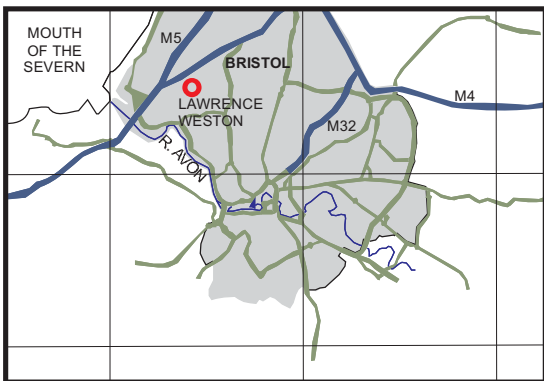 MOUTH
OF THE
SEVERN
M5
BRISTOL
LAWRENCE
WESTON
M4
M32
R. AVON